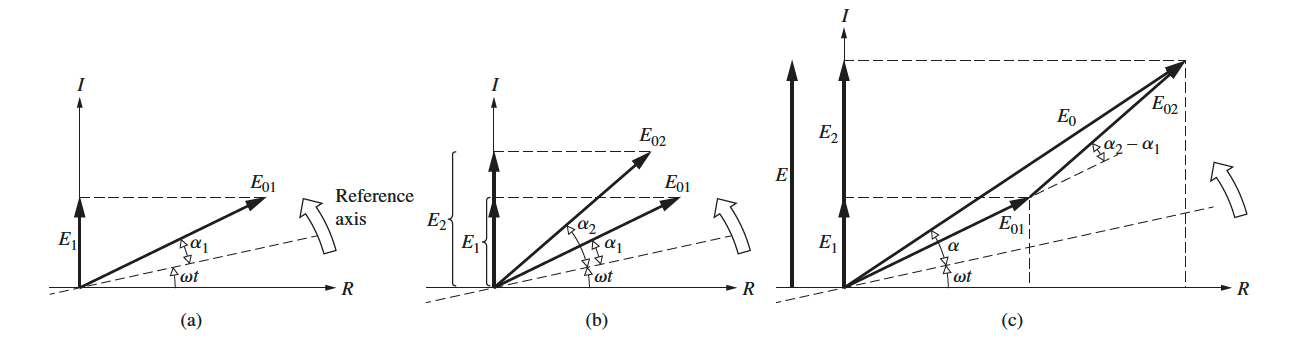 I
E01
E1
α1
ωt
R
Reference
axis
(a)
I
E02
E01
E2
E1
α2
α1
ωt
R
(b)
I
E0
E02
E2
α2 – α1
E
E01
E1
α
ωt
R
(c)